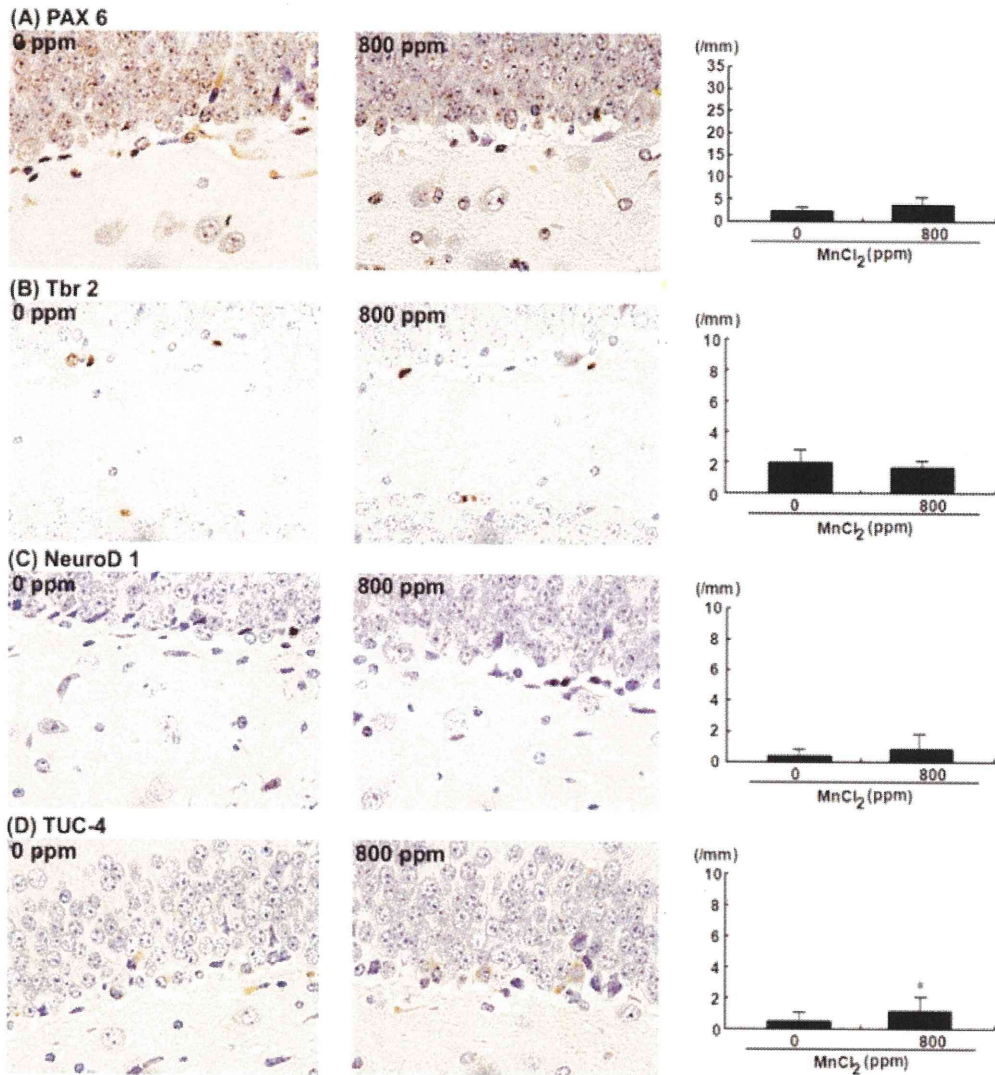 (A) PAX 6
0 ppm
800 ppm
(/mm)
35
30
25
20
15
10
5
0
0
800
MnCl2 (ppm)
(B) Tbr 2
0 ppm
800 ppm
(/mm)
10
8
6
4
2
0
0
800
MnCl2 (ppm)
(C) NeuroD 1
0 ppm
800 ppm
(/mm)
10
8
6
4
2
0
0
800
MnCl2 (ppm)
(D) TUC-4
0 ppm
800 ppm
(/mm)
10
8
6
4
2
0
*
0
800
MnCl2 (ppm)